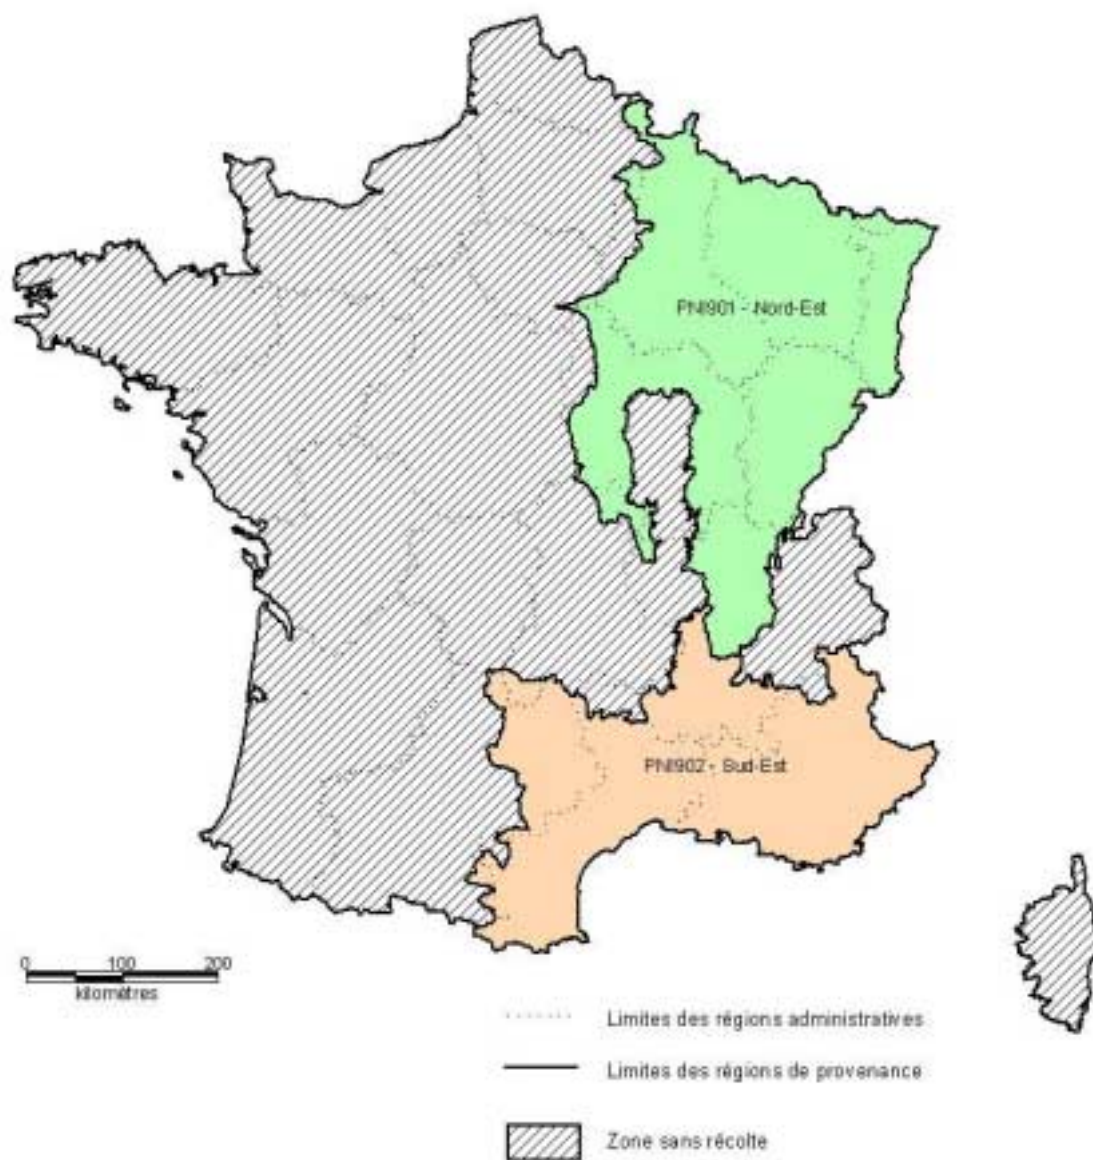 PNI901 - Nord-Est
PNI902 - Sud-Est
0 100 200
kilomètres
Limites des régions administratives
Limites des régions de provenance
Zone sans récolte